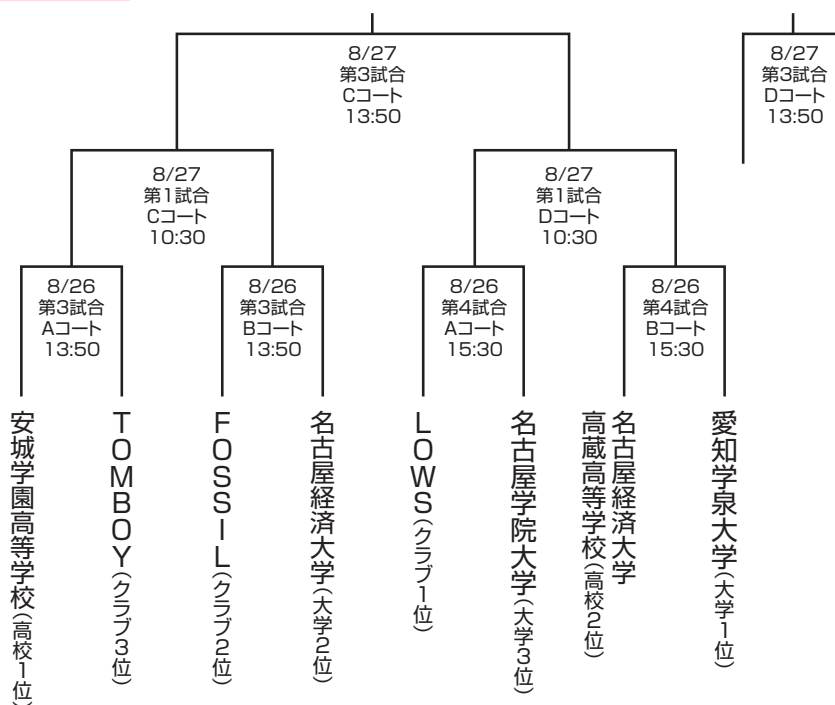 8/27
第3試合
Cコート
13:50
8/27
第3試合
Dコート
13:50
8/27
第1試合
Cコート
10:30
8/27
第1試合
Dコート
10:30
8/26
第3試合
Aコート
13:50
8/26
第3試合
Bコート
13:50
8/26
第4試合
Aコート
15:30
8/26
第4試合
Bコート
15:30
安城学園高等学校(高校1位)
TOMBOY(クラブ3位)
FOSSIL(クラブ2位)
名古屋経済大学(大学2位)
LOWS(クラブ1位)
名古屋学院大学(大学3位)
名古屋経済大学
高蔵高等学校(高校2位)
愛知学泉大学(大学1位)